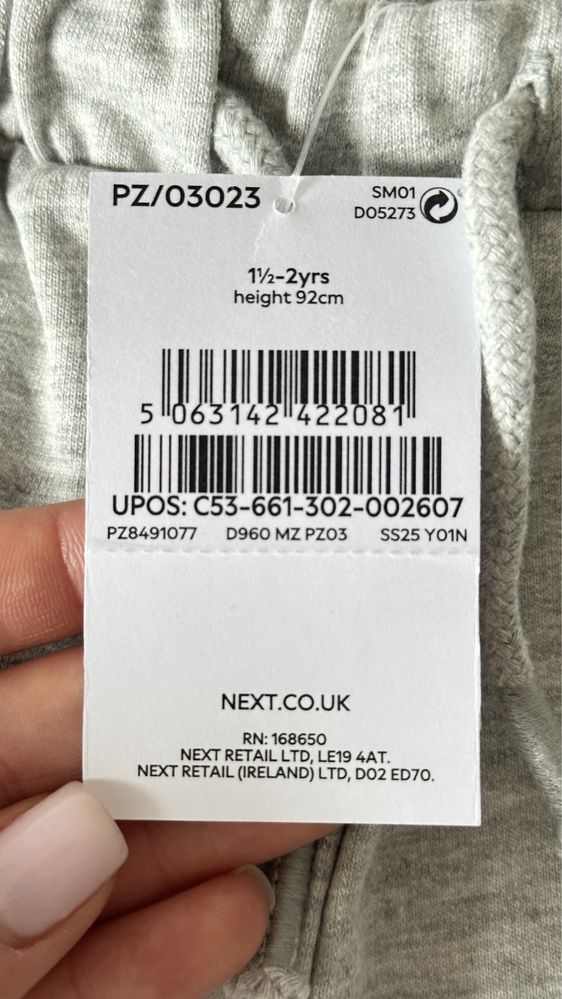 PZ/03023
SM01
D05273
1½-2yrs
height 92cm
5 063142 422081
UPOS: C53-661-302-002607
PZ8491077 D960 MZ PZ03 SS25 Y01N
NEXT.CO.UK
RN: 168650
NEXT RETAIL LTD, LE19 4AT.
NEXT RETAIL (IRELAND) LTD, D02 ED70.